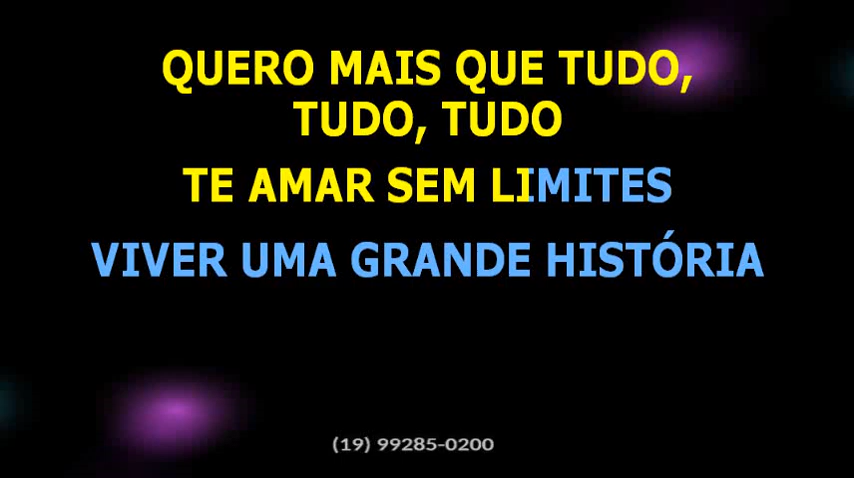 QUERO MAIS QUE TUDO,
TUDO, TUDO
TE AMAR SEM LIMITES
VIVER UMA GRANDE HISTÓRIA
(19) 99285-0200